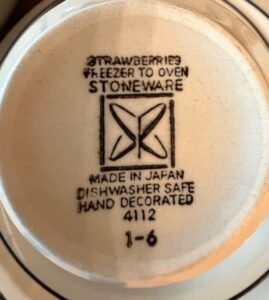 STRAWBERRIES
FREEZER TO OVEN
STONEWARE
MADE IN JAPAN
DISHWASHER SAFE
HAND DECORATED
4112
1-6